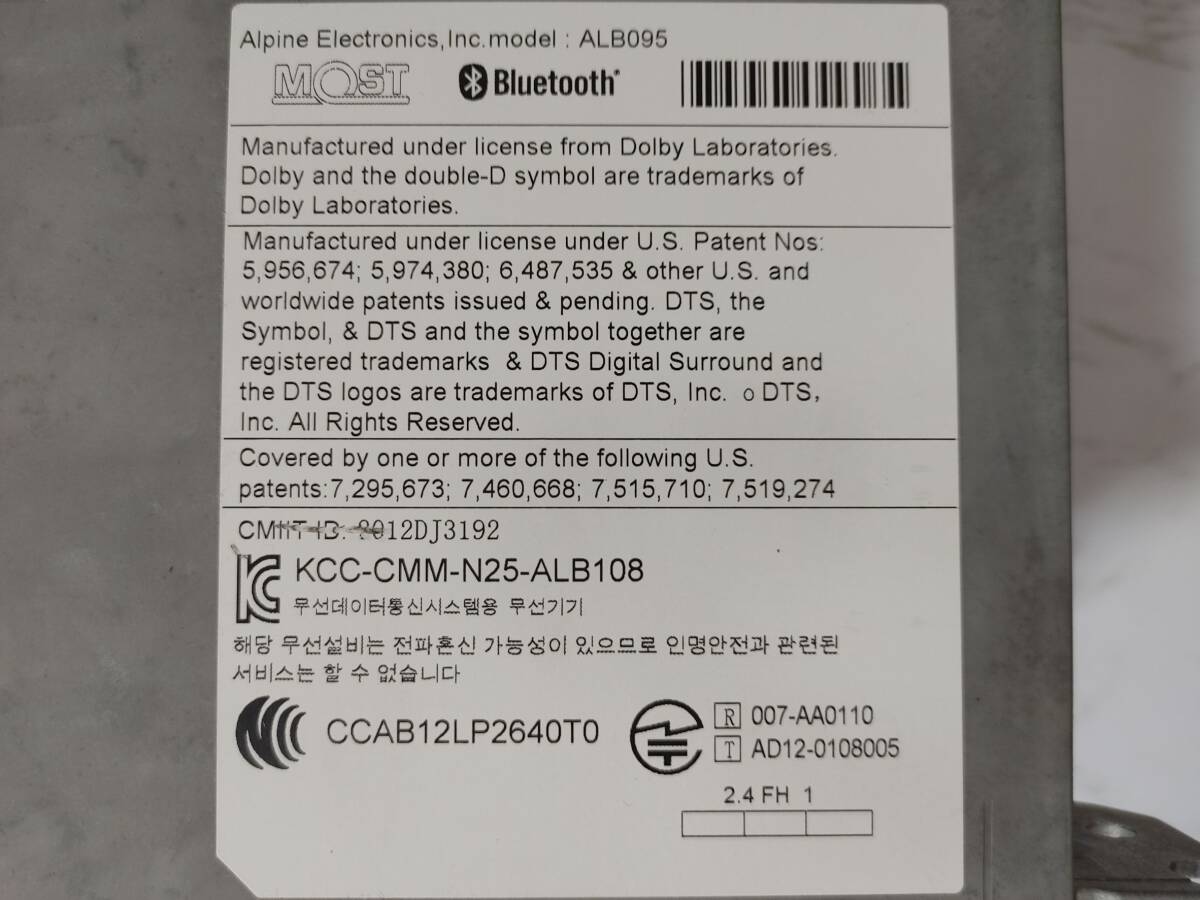 Alpine Electronics,Inc.model : ALB095
MOST Bluetooth
Manufactured under license from Dolby Laboratories.
Dolby and the double-D symbol are trademarks of
Dolby Laboratories.
Manufactured under license under U.S. Patent Nos:
5,956,674; 5,974,380; 6,487,535 & other U.S. and
worldwide patents issued & pending. DTS, the
Symbol, & DTS and the symbol together are
registered trademarks & DTS Digital Surround and
the DTS logos are trademarks of DTS, Inc. o DTS,
Inc. All Rights Reserved.
Covered by one or more of the following U.S.
patents:7,295,673; 7,460,668; 7,515,710; 7,519,274
CMIIT ID: 2012DJ3192
KCC-CMM-N25-ALB108
무선데이터통신시스템용 무선기기
해당 무선설비는 전파혼신 가능성이 있으므로 인명안전과 관련된
서비스는 할 수 없습니다
CCAB12LP2640T0
R 007-AA0110
T AD12-0108005
2.4 FH 1